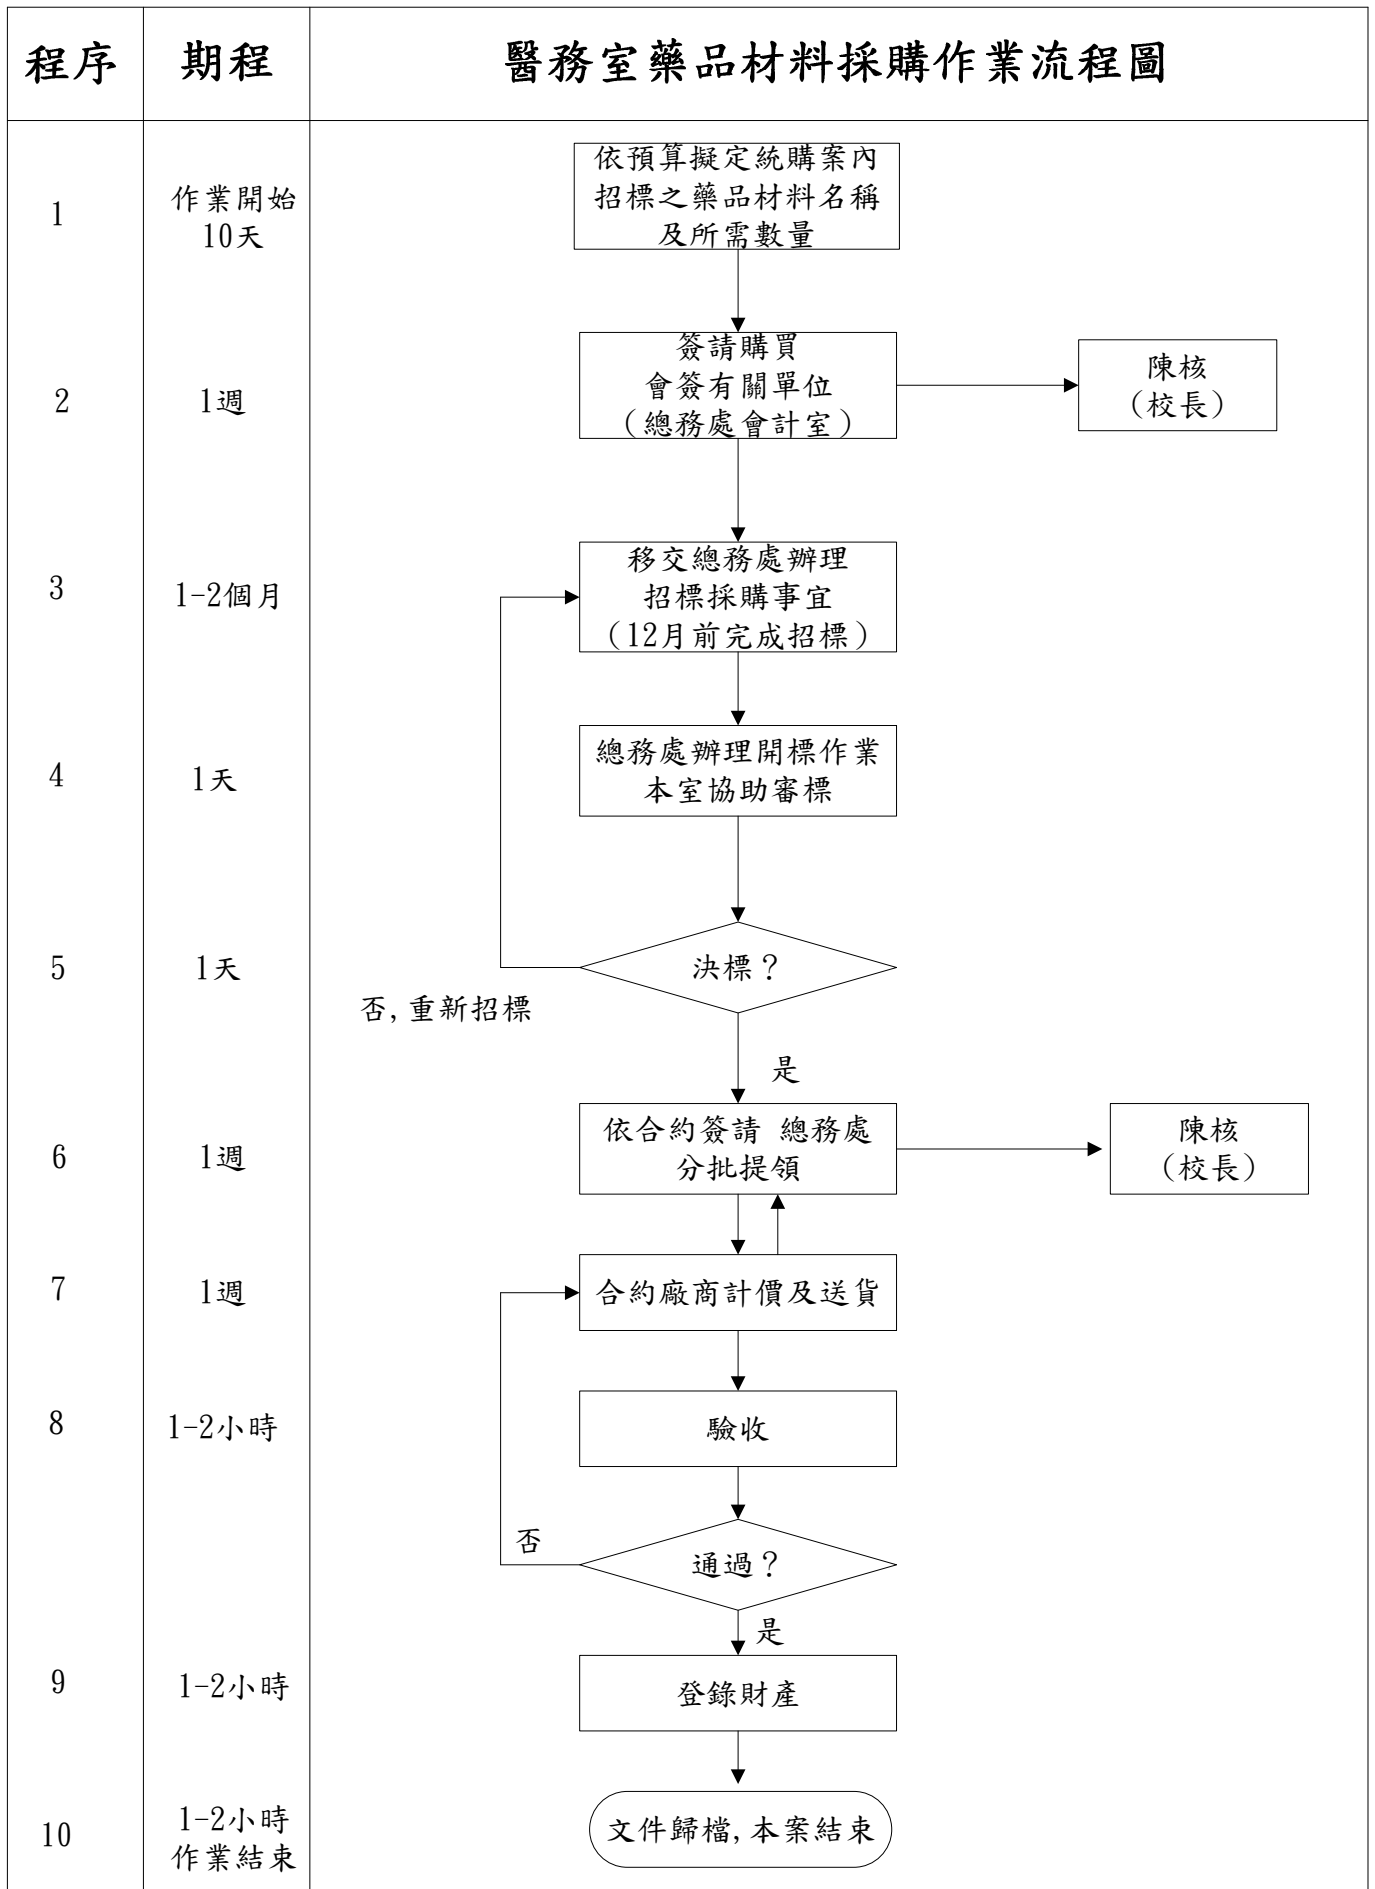 程序 期程 醫務室藥品材料採購作業流程圖
1
作業開始
10天
依預算擬定統購案內
招標之藥品材料名稱
及所需數量
2
1週
簽請購買
會簽有關單位
（總務處會計室）
陳核
（校長）
3
1-2個月
移交總務處辦理
招標採購事宜
（12月前完成招標）
4
1天
總務處辦理開標作業
本室協助審標
5
1天
決標？
否,重新招標
是
6
1週
依合約簽請 總務處
分批提領
陳核
（校長）
7
1週
合約廠商計價及送貨
8
1-2小時
驗收
否
通過？
是
9
1-2小時
登錄財產
10
1-2小時
作業結束
文件歸檔,本案結束